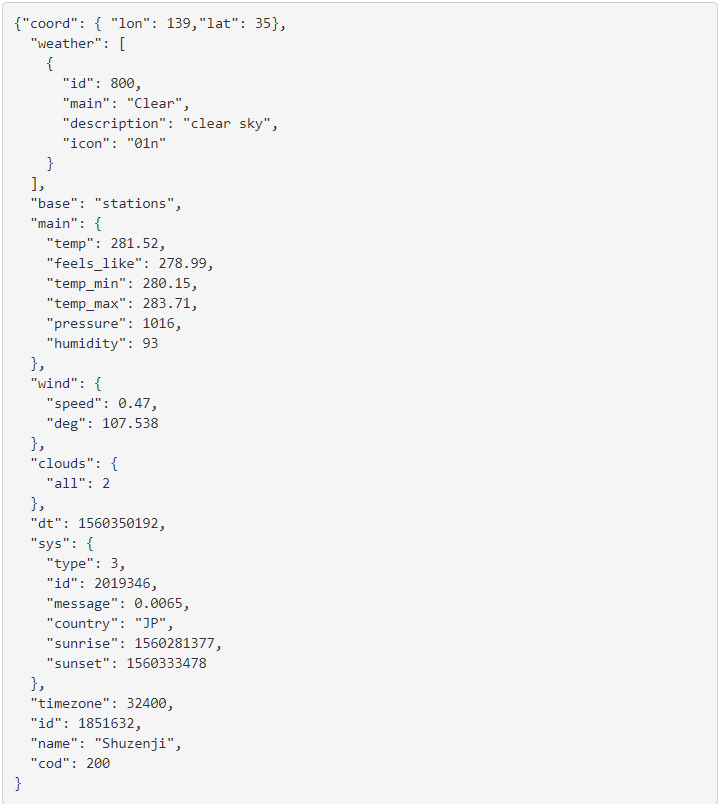 {"coord": { "lon": 139,"lat": 35},
  "weather": [
    {
      "id": 800,
      "main": "Clear",
      "description": "clear sky",
      "icon": "01n"
    }
  ],
  "base": "stations",
  "main": {
    "temp": 281.52,
    "feels_like": 278.99,
    "temp_min": 280.15,
    "temp_max": 283.71,
    "pressure": 1016,
    "humidity": 93
  },
  "wind": {
    "speed": 0.47,
    "deg": 107.538
  },
  "clouds": {
    "all": 2
  },
  "dt": 1560350192,
  "sys": {
    "type": 3,
    "id": 2019346,
    "message": 0.0065,
    "country": "JP",
    "sunrise": 1560281377,
    "sunset": 1560333478
  },
  "timezone": 32400,
  "id": 1851632,
  "name": "Shuzenji",
  "cod": 200
}